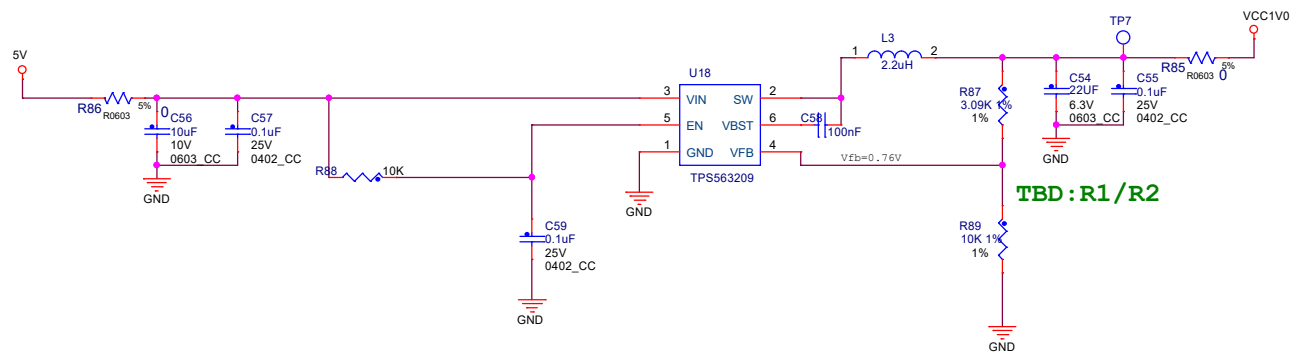 5V
R86
5%
R0603
0
C56
10uF
10V
0603_CC
C57
0.1uF
25V
0402_CC
GND
R88
10K
C59
0.1uF
25V
0402_CC
GND
U18
3 VIN SW 2
5 EN VBST 6
1 GND VFB 4
TPS563209
GND
C58
100nF
L3
1 2
2.2uH
Vfb=0.76V
R87
3.09K 1%
1%
TBD:R1/R2
R89
10K 1%
1%
GND
C54
22UF
6.3V
0603_CC
GND
TP7
C55
0.1uF
25V
0402_CC
R85
5%
R0603
0
VCC1V0